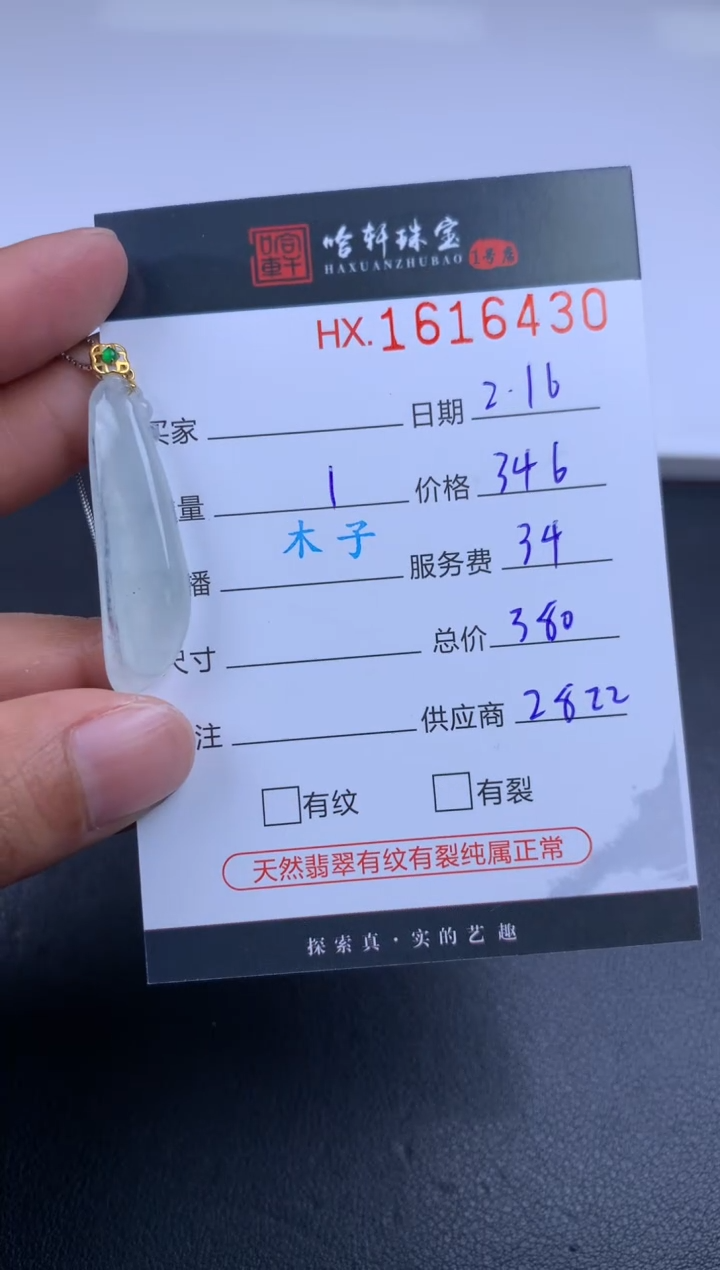 哈轩珠宝
HAXUANZHUBAO 1号店
HX.1616430
买家 日期 2.16
量 1 价格 346
木子
播 服务费 34
尺寸 总价 380
注 供应商 2822
有纹 有裂
天然翡翠有纹有裂纯属正常
探索真·实的艺趣